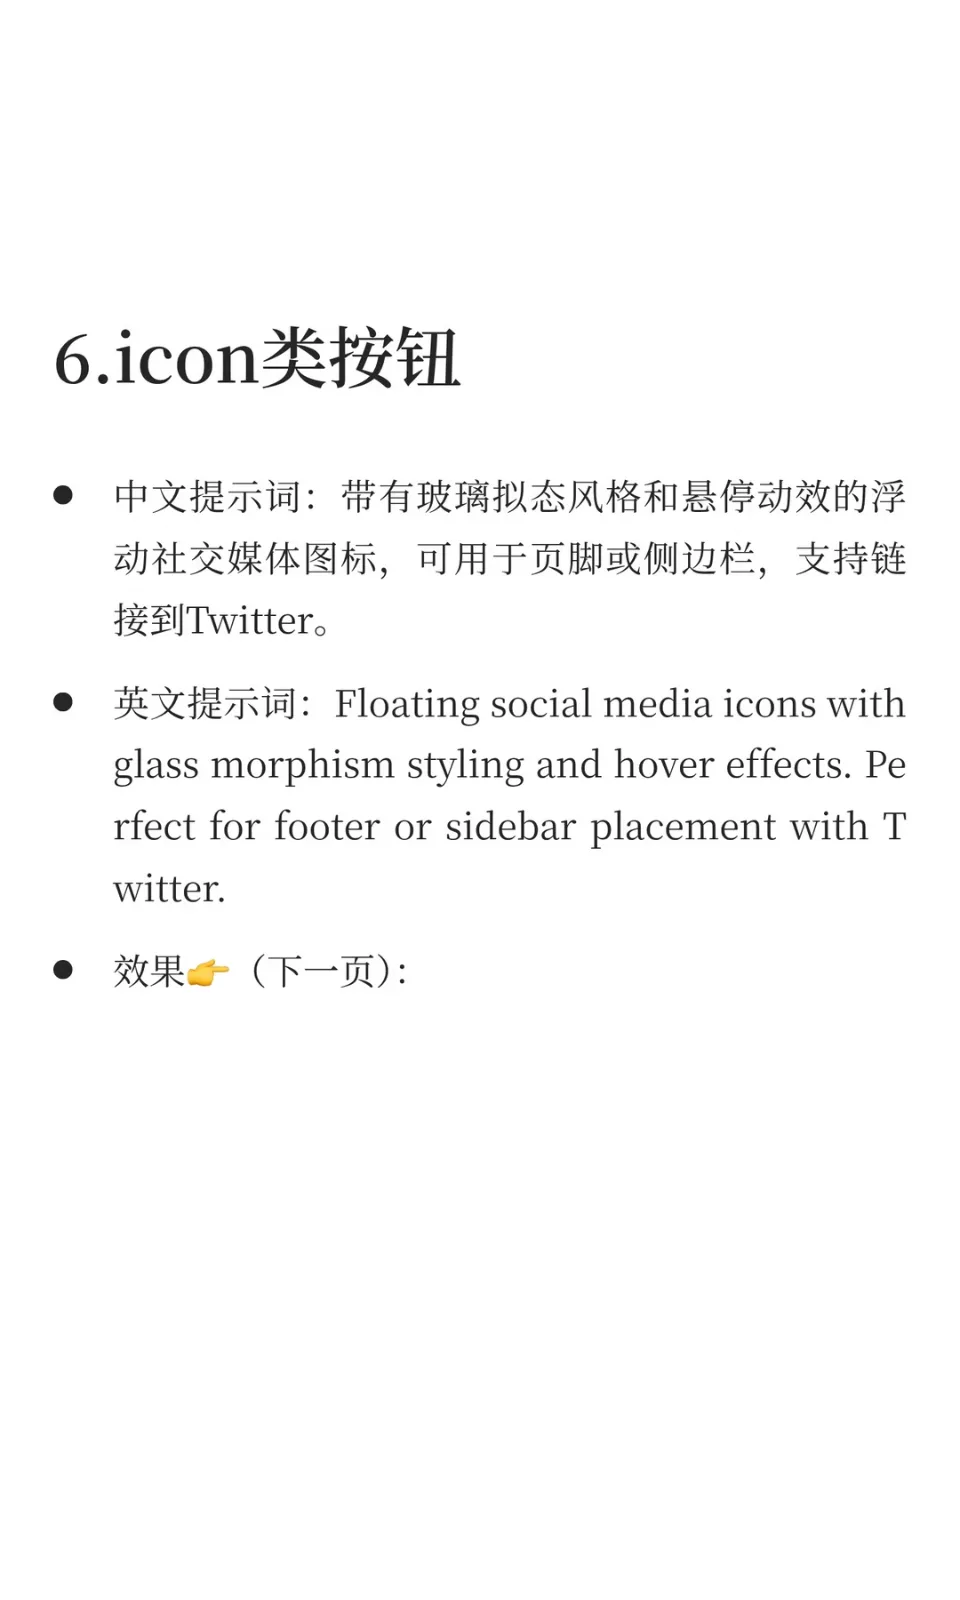 6.icon类按钮
● 中文提示词：带有玻璃拟态风格和悬停动效的浮
动社交媒体图标，可用于页脚或侧边栏，支持链
接到Twitter。
● 英文提示词：Floating social media icons with
glass morphism styling and hover effects. Pe
rfect for footer or sidebar placement with T
witter.
● 效果👉（下一页）：